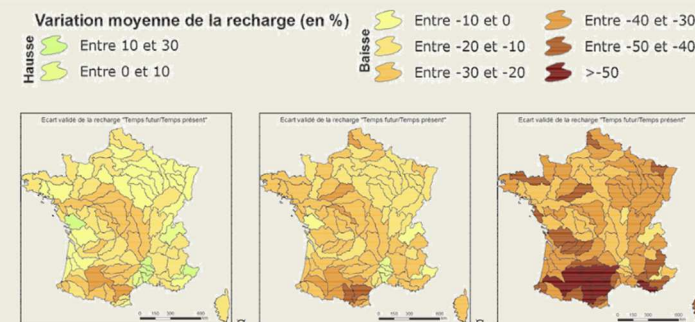 Variation moyenne de la recharge (en %)
Hausse
Entre 10 et 30
Entre 0 et 10
Baisse
Entre -10 et 0
Entre -20 et -10
Entre -30 et -20
Entre -40 et -30
Entre -50 et -40
>-50
Ecart validé de la recharge "Temps futur/Temps présent"
Ecart validé de la recharge "Temps futur/Temps présent"
Ecart validé de la recharge "Temps futur/Temps présent"